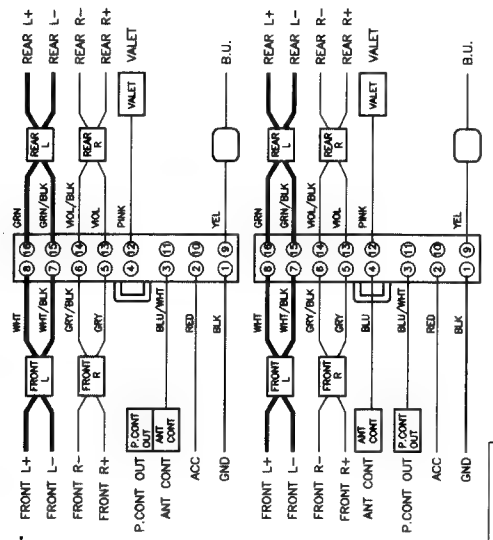 FRONT L+ WHT 8 16 GRN REAR L+
FRONT L REAR L
FRONT L- WHT/BLK 7 15 GRN/BLK REAR L-
FRONT R- GRY/BLK 6 14 VIOL/BLK REAR R-
FRONT R REAR R
FRONT R+ GRY 5 13 VIOL REAR R+
P.CONT OUT P.CONT OUT 4 12 PINK VALET VALET
ANT CONT ANT CONT BLU/WHT 3 11
ACC RED 2 10
GND BLK 1 9 YEL B.U.
FRONT L+ WHT 8 16 GRN REAR L+
FRONT L REAR L
FRONT L- WHT/BLK 7 15 GRN/BLK REAR L-
FRONT R- GRY/BLK 6 14 VIOL/BLK REAR R-
FRONT R REAR R
FRONT R+ GRY 5 13 VIOL REAR R+
ANT CONT ANT CONT BLU 4 12 PINK VALET VALET
P.CONT OUT P.CONT OUT BLU/WHT 3 11
ACC RED 2 10
GND BLK 1 9 YEL B.U.